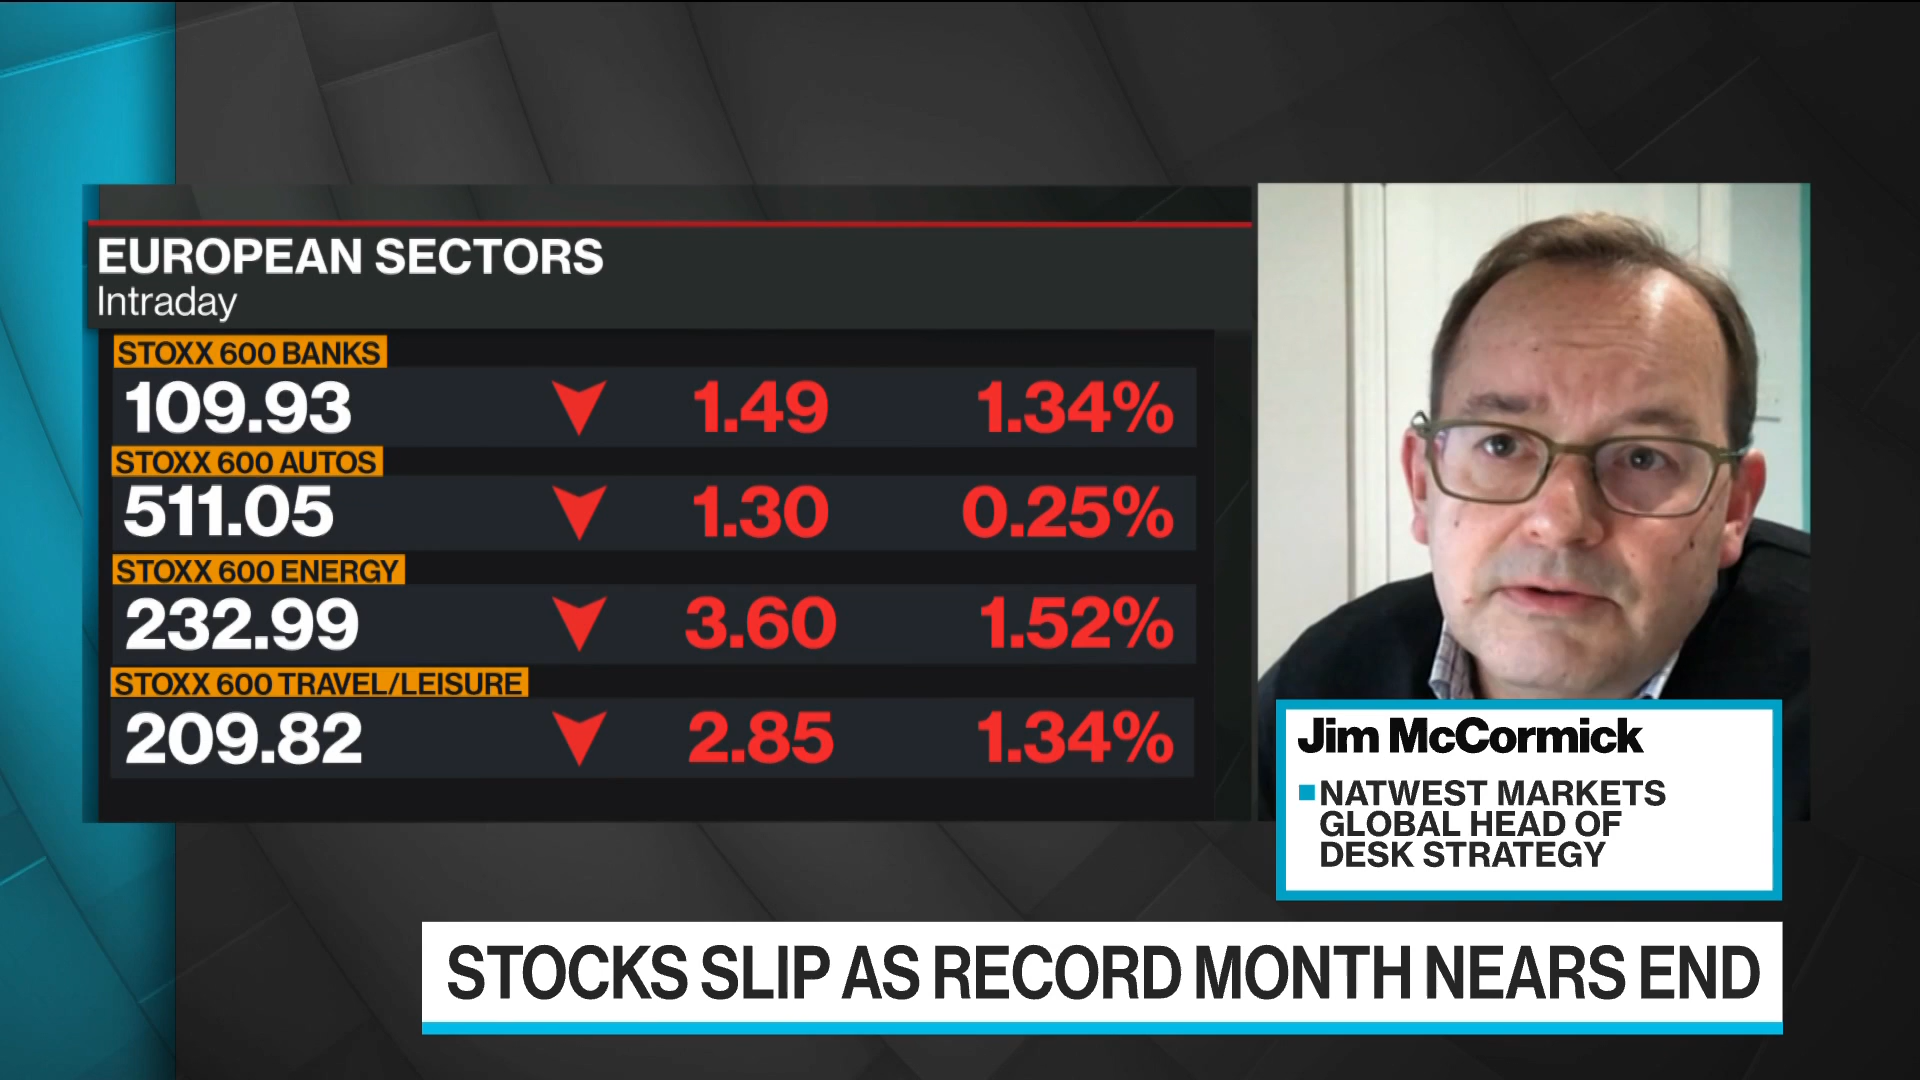 EUROPEAN SECTORS
Intraday
STOXX 600 BANKS
109.93 1.49 1.34%
STOXX 600 AUTOS
511.05 1.30 0.25%
STOXX 600 ENERGY
232.99 3.60 1.52%
STOXX 600 TRAVEL/LEISURE
209.82 2.85 1.34%
Jim McCormick
NATWEST MARKETS
GLOBAL HEAD OF
DESK STRATEGY
STOCKS SLIP AS RECORD MONTH NEARS END